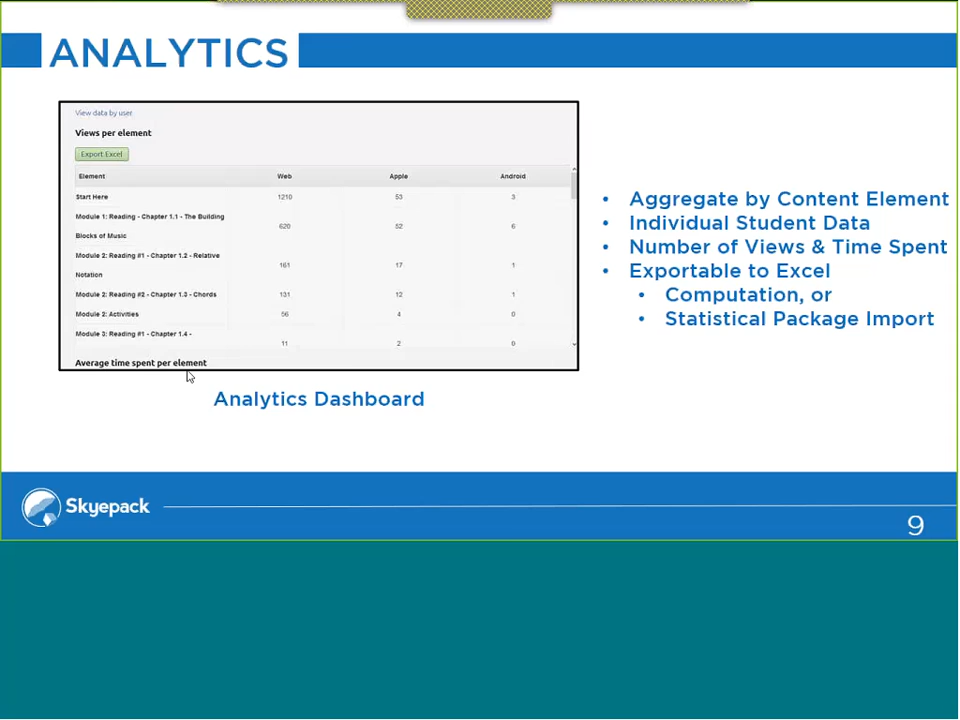 ANALYTICS
View data by user
Views per element
Export Excel
Element Web Apple Android
Start Here 1210 53 3
Module 1: Reading - Chapter 1.1 - The Building
Blocks of Music 620 52 6
Module 2: Reading #1 - Chapter 1.2 - Relative
Notation 161 17 1
Module 2: Reading #2 - Chapter 1.3 - Chords 131 12 1
Module 2: Activities 56 4 0
Module 3: Reading #1 - Chapter 1.4 -
11 2 0
Average time spent per element
Analytics Dashboard
• Aggregate by Content Element
• Individual Student Data
• Number of Views & Time Spent
• Exportable to Excel
• Computation, or
• Statistical Package Import
Skyepack
9